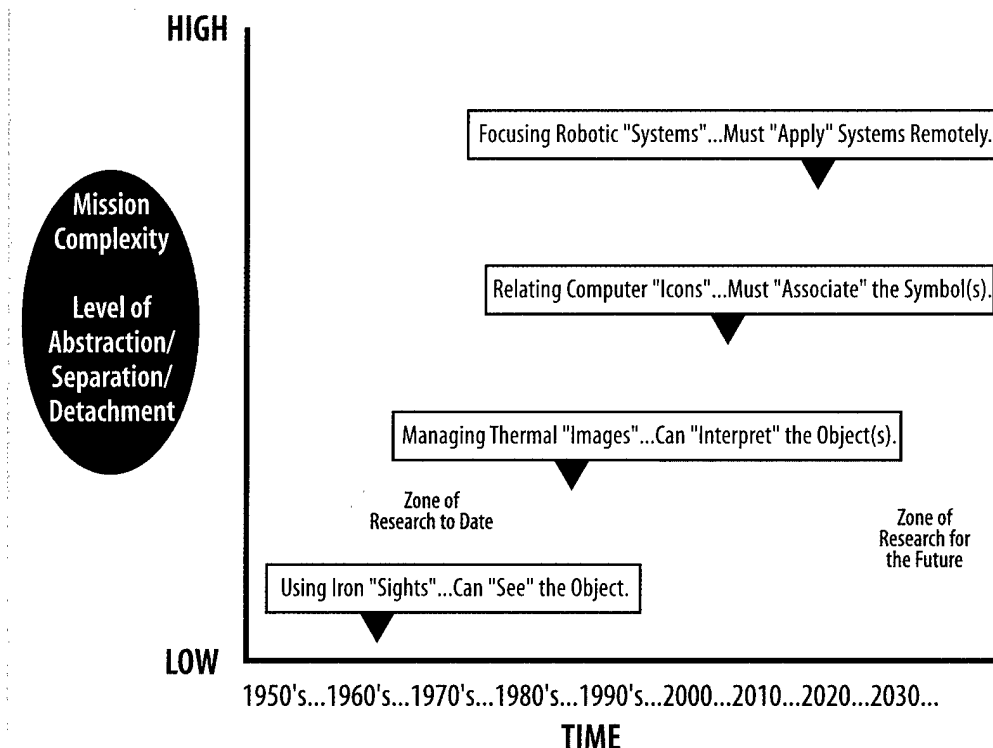 HIGH
Focusing Robotic "Systems"...Must "Apply" Systems Remotely.
Mission
Complexity
Level of
Abstraction/
Separation/
Detachment
Relating Computer "Icons"...Must "Associate" the Symbol(s).
Managing Thermal "Images"...Can "Interpret" the Object(s).
Zone of
Research to Date
Zone of
Research for
the Future
Using Iron "Sights"...Can "See" the Object.
LOW
1950's...1960's...1970's...1980's...1990's...2000...2010...2020...2030...
TIME